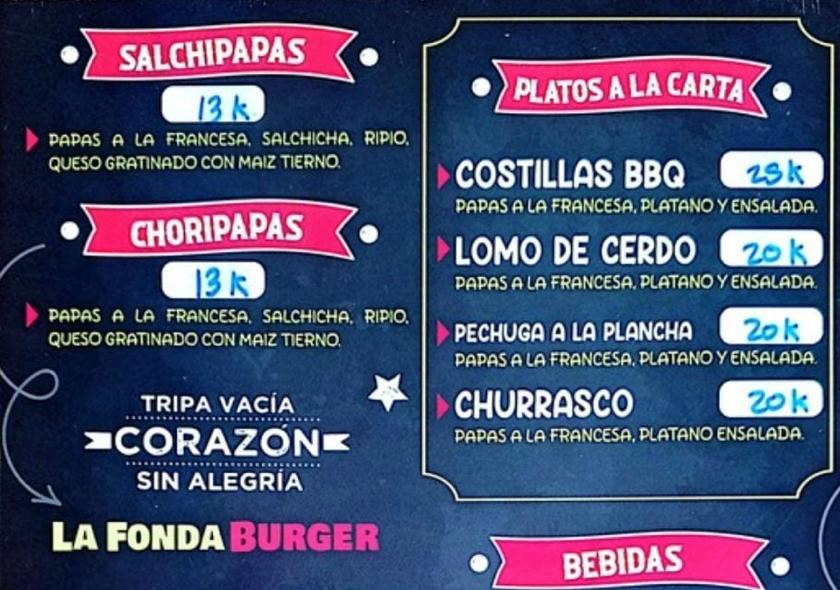 SALCHIPAPAS
13 k
PAPAS A LA FRANCESA, SALCHICHA, RIPIO,
QUESO GRATINADO CON MAIZ TIERNO.
CHORIPAPAS
13 k
PAPAS A LA FRANCESA, SALCHICHA, RIPIO,
QUESO GRATINADO CON MAIZ TIERNO.
TRIPA VACÍA
CORAZÓN
SIN ALEGRÍA
LA FONDA BURGER
PLATOS A LA CARTA
COSTILLAS BBQ
PAPAS A LA FRANCESA, PLATANO Y ENSALADA.
LOMO DE CERDO 20 k
PAPAS A LA FRANCESA, PLATANO Y ENSALADA.
PECHUGA A LA PLANCHA 20 k
PAPAS A LA FRANCESA, PLATANO Y ENSALADA.
CHURRASCO 20 k
PAPAS A LA FRANCESA, PLATANO ENSALADA.
BEBIDAS